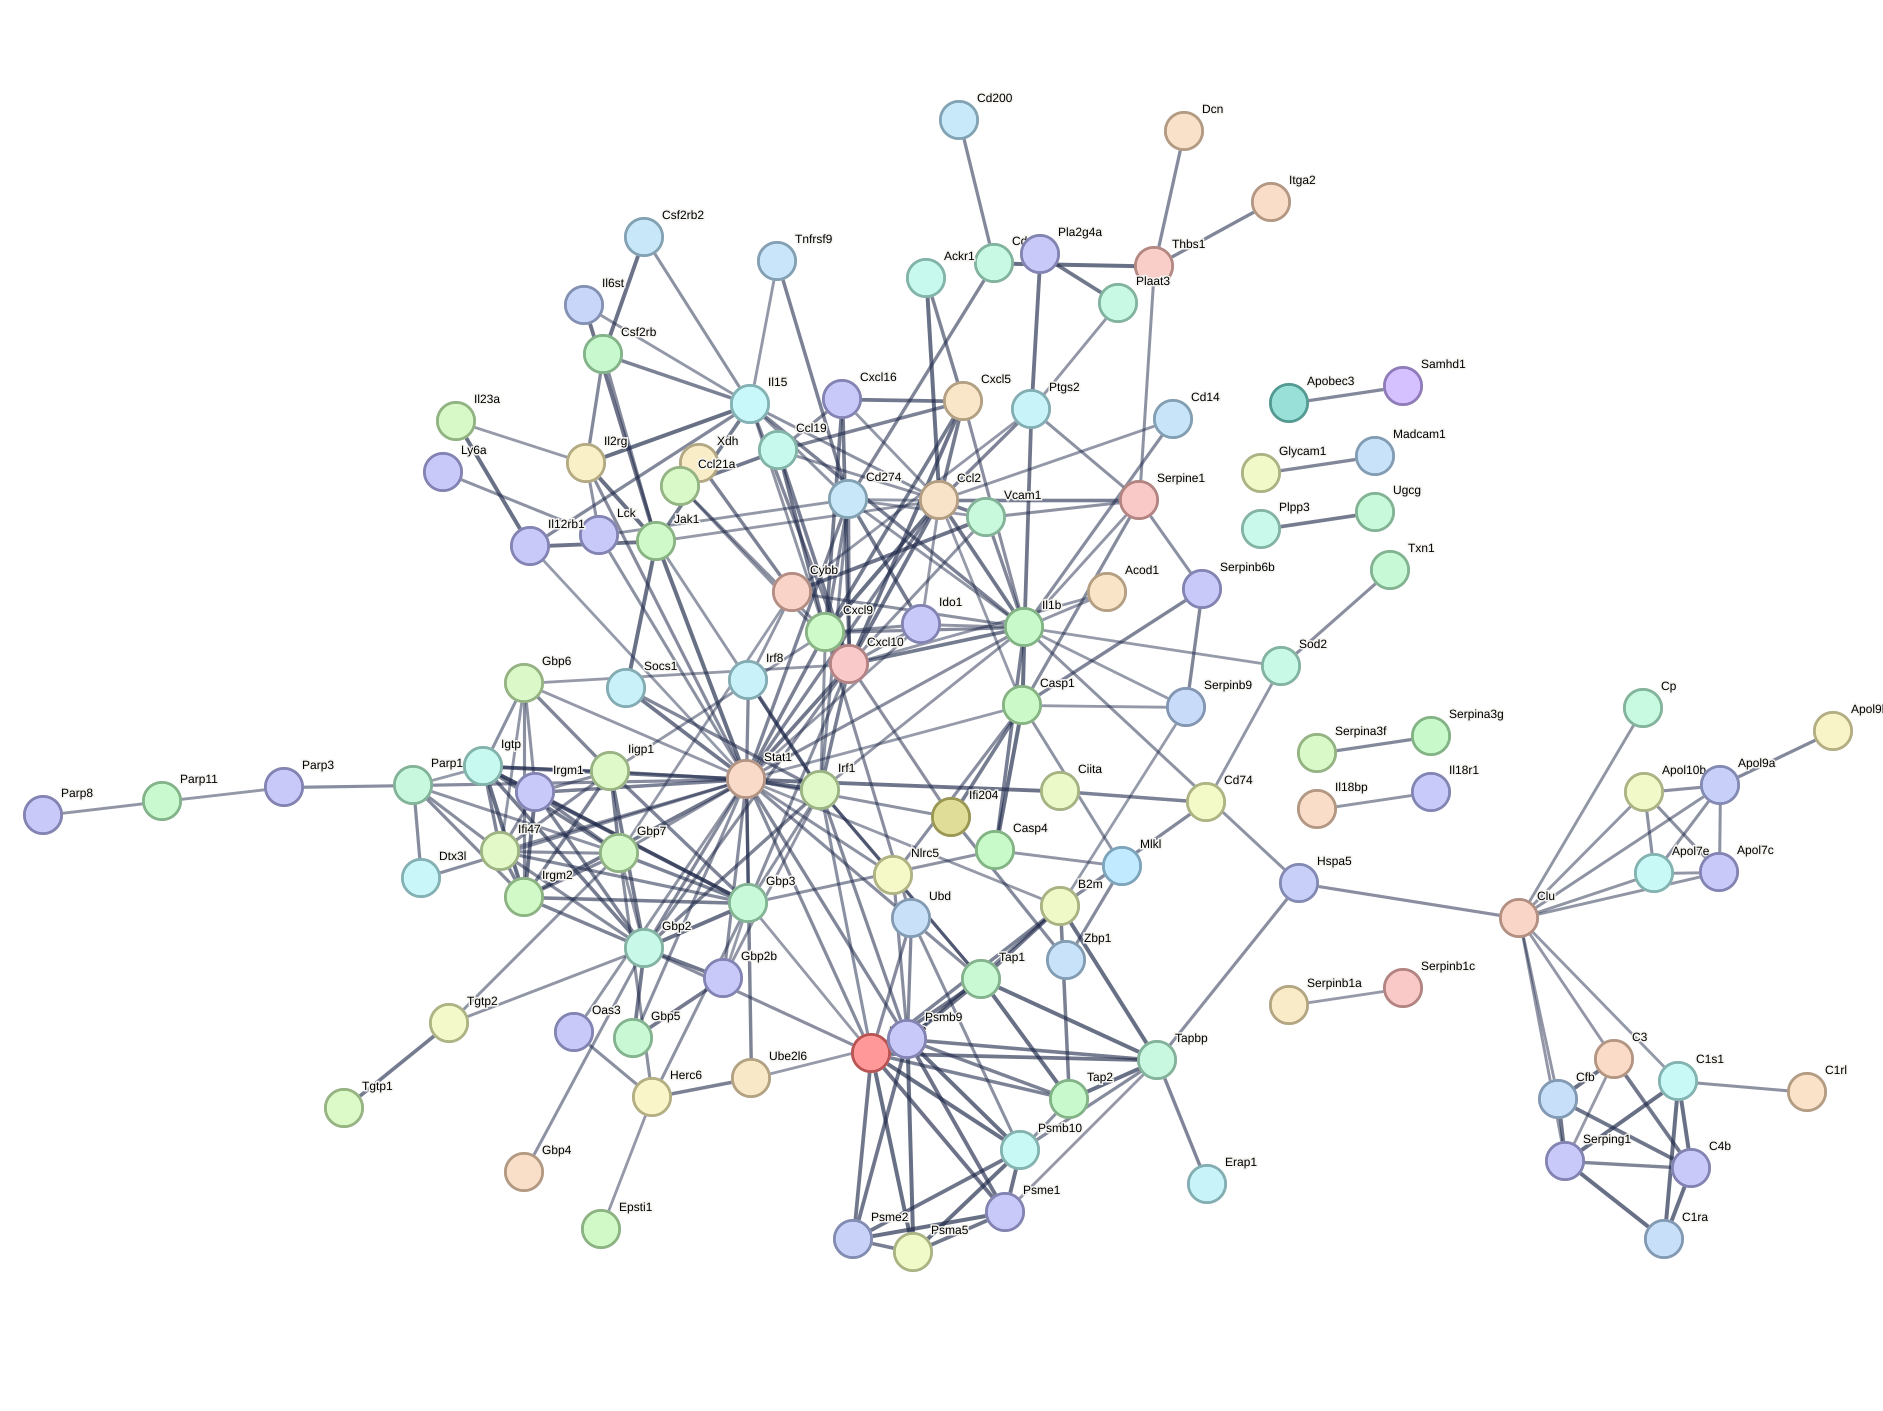 Cd200
Dcn
Itga2
Csf2rb2
Tnfrsf9
Pla2g4a
Thbs1
Ackr1
Plaat3
Il6st
Csf2rb
Il15
Cxcl16
Cxcl5
Ptgs2
Cd14
Apobec3
Samhd1
Il23a
Ly6a
Il2rg
Xdh
Ccl19
Ccl21a
Cd274
Ccl2
Vcam1
Serpine1
Glycam1
Madcam1
Plpp3
Ugcg
Il12rb1
Lck
Jak1
Txn1
Cybb
Acod1
Serpinb6b
Cxcl9
Ido1
Il1b
Cxcl10
Sod2
Gbp6
Socs1
Irf8
Casp1
Serpinb9
Cp
Serpina3f
Serpina3g
Apol9a
Apol10b
Parp1
Igtp
Irgm1
Iigp1
Stat1
Irf1
Ciita
Cd74
Il18bp
Il18r1
Parp3
Parp11
Parp8
Ifi204
Ifi47
Gbp7
Casp4
Mlkl
Dtx3l
Irgm2
Gbp3
Nlrc5
B2m
Hspa5
Apol7e
Apol7c
Clu
Ubd
Gbp2
Gbp2b
Tap1
Zbp1
Serpinb1a
Serpinb1c
Tgtp2
Oas3
Gbp5
Psmb9
Tapbp
C3
C1s1
C1rl
Cfb
Tgtp1
Herc6
Ube2l6
Tap2
Psmb10
Serping1
C4b
Gbp4
Erap1
Epsti1
Psme2
Psma5
Psme1
C1ra